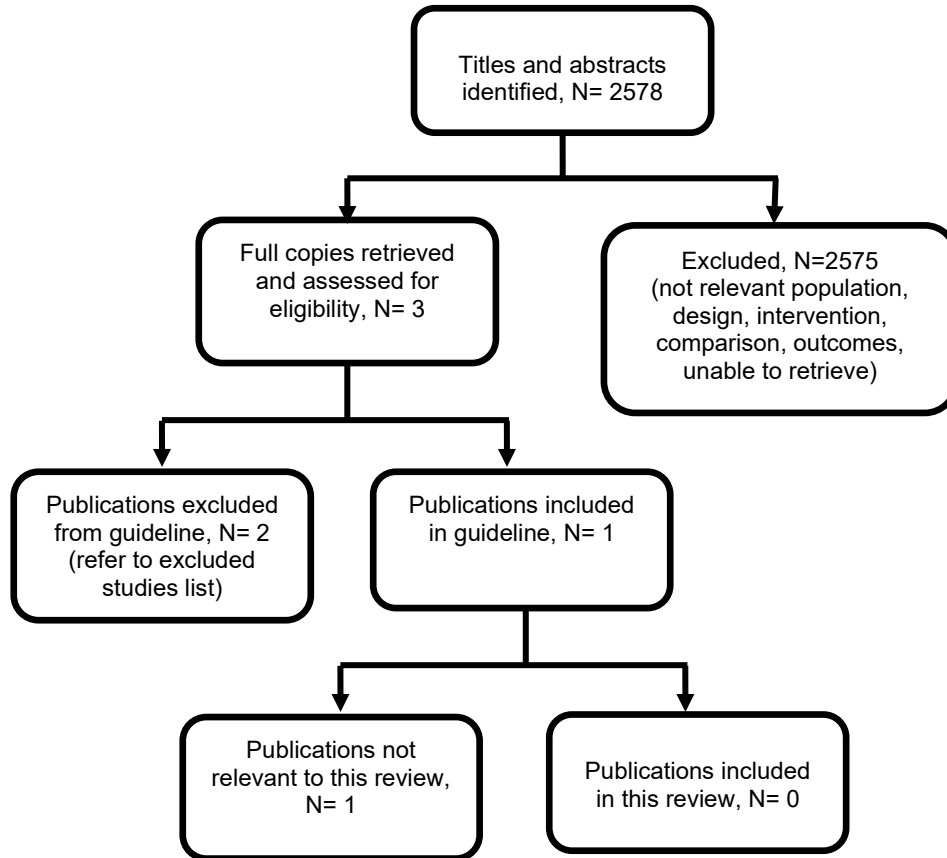 Titles and abstracts
identified, N= 2578
Full copies retrieved
and assessed for
eligibility, N= 3
Excluded, N=2575
(not relevant population,
design, intervention,
comparison, outcomes,
unable to retrieve)
Publications excluded
from guideline, N= 2
(refer to excluded
studies list)
Publications included
in guideline, N= 1
Publications not
relevant to this review,
N= 1
Publications included
in this review, N= 0